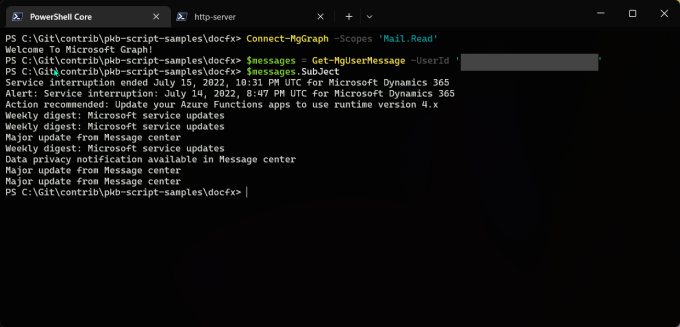 PowerShell Core
http-server
PS C:\Git\contrib\pkb-script-samples\docfx> Connect-MgGraph -Scopes 'Mail.Read'
Welcome To Microsoft Graph!
PS C:\Git\contrib\pkb-script-samples\docfx> $messages = Get-MgUserMessage -UserId ' '
PS C:\Git\contrib\pkb-script-samples\docfx> $messages.SubJect
Service interruption ended July 15, 2022, 10:31 PM UTC for Microsoft Dynamics 365
Alert: Service interruption: July 14, 2022, 8:47 PM UTC for Microsoft Dynamics 365
Action recommended: Update your Azure Functions apps to use runtime version 4.x
Weekly digest: Microsoft service updates
Weekly digest: Microsoft service updates
Major update from Message center
Weekly digest: Microsoft service updates
Data privacy notification available in Message center
Major update from Message center
Major update from Message center
PS C:\Git\contrib\pkb-script-samples\docfx>